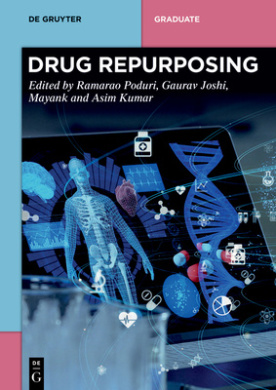 DE GRUYTER
GRADUATE
DRUG REPURPOSING
Edited by Ramarao Poduri, Gaurav Joshi,
Mayank and Asim Kumar
DE
G